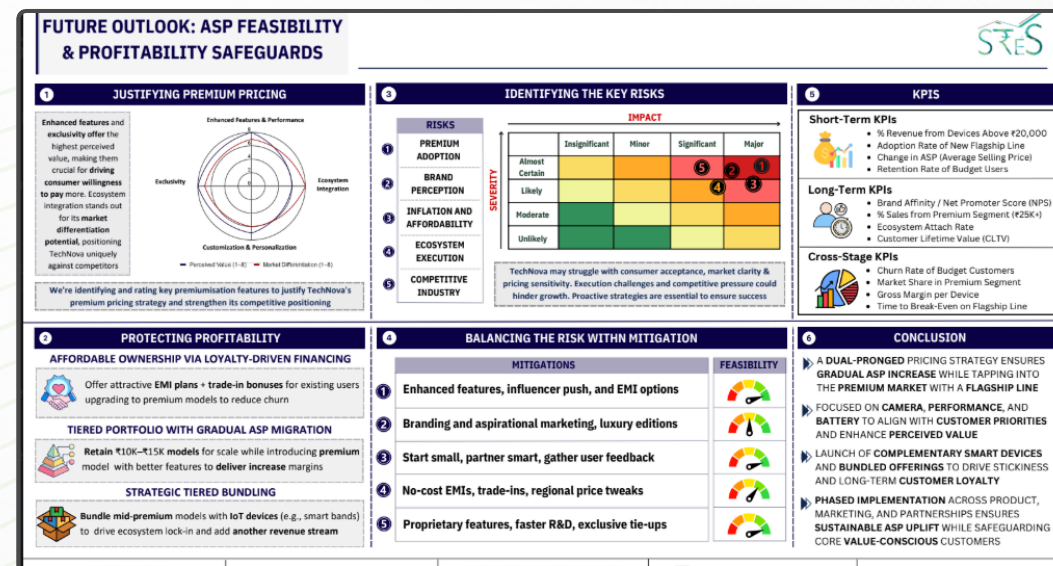 FUTURE OUTLOOK: ASP FEASIBILITY
& PROFITABILITY SAFEGUARDS
SRES
1 JUSTIFYING PREMIUM PRICING
Enhanced features and
exclusivity offer the
highest perceived
value, making them
crucial for driving
consumer willingness
to pay more. Ecosystem
integration stands out
for its market
differentiation
potential, positioning
TechNova uniquely
against competitors
Enhanced Features & Performance
8
6
4
2
0
Exclusivity
Ecosystem
Integration
Customization & Personalization
Perceived Value (1–8)
Market Differentiation (1–8)
We're identifying and rating key premiumisation features to justify TechNova's
premium pricing strategy and strengthen its competitive positioning
3 IDENTIFYING THE KEY RISKS
RISKS
1 PREMIUM
ADOPTION
2 BRAND
PERCEPTION
3 INFLATION AND
AFFORDABILITY
4 ECOSYSTEM
EXECUTION
5 COMPETITIVE
INDUSTRY
IMPACT
SEVERITY
Insignificant Minor Significant Major
Almost
Certain
5 2 1
Likely
4 3
Moderate
Unlikely
TechNova may struggle with consumer acceptance, market clarity &
pricing sensitivity. Execution challenges and competitive pressure could
hinder growth. Proactive strategies are essential to ensure success
5 KPIS
Short-Term KPIs
• % Revenue from Devices Above ₹20,000
• Adoption Rate of New Flagship Line
• Change in ASP (Average Selling Price)
• Retention Rate of Budget Users
Long-Term KPIs
• Brand Affinity / Net Promoter Score (NPS)
• % Sales from Premium Segment (₹25K+)
• Ecosystem Attach Rate
• Customer Lifetime Value (CLTV)
Cross-Stage KPIs
• Churn Rate of Budget Customers
• Market Share in Premium Segment
• Gross Margin per Device
• Time to Break-Even on Flagship Line
2 PROTECTING PROFITABILITY
AFFORDABLE OWNERSHIP VIA LOYALTY-DRIVEN FINANCING
Offer attractive EMI plans + trade-in bonuses for existing users
upgrading to premium models to reduce churn
TIERED PORTFOLIO WITH GRADUAL ASP MIGRATION
Retain ₹10K–₹15K models for scale while introducing premium
model with better features to deliver increase margins
STRATEGIC TIERED BUNDLING
Bundle mid-premium models with IoT devices (e.g., smart bands)
to drive ecosystem lock-in and add another revenue stream
4 BALANCING THE RISK WITHN MITIGATION
MITIGATIONS FEASIBILITY
1 Enhanced features, influencer push, and EMI options
2 Branding and aspirational marketing, luxury editions
3 Start small, partner smart, gather user feedback
4 No-cost EMIs, trade-ins, regional price tweaks
5 Proprietary features, faster R&D, exclusive tie-ups
6 CONCLUSION
A DUAL-PRONGED PRICING STRATEGY ENSURES
GRADUAL ASP INCREASE WHILE TAPPING INTO
THE PREMIUM MARKET WITH A FLAGSHIP LINE
FOCUSED ON CAMERA, PERFORMANCE, AND
BATTERY TO ALIGN WITH CUSTOMER PRIORITIES
AND ENHANCE PERCEIVED VALUE
LAUNCH OF COMPLEMENTARY SMART DEVICES
AND BUNDLED OFFERINGS TO DRIVE STICKINESS
AND LONG-TERM CUSTOMER LOYALTY
PHASED IMPLEMENTATION ACROSS PRODUCT,
MARKETING, AND PARTNERSHIPS ENSURES
SUSTAINABLE ASP UPLIFT WHILE SAFEGUARDING
CORE VALUE-CONSCIOUS CUSTOMERS